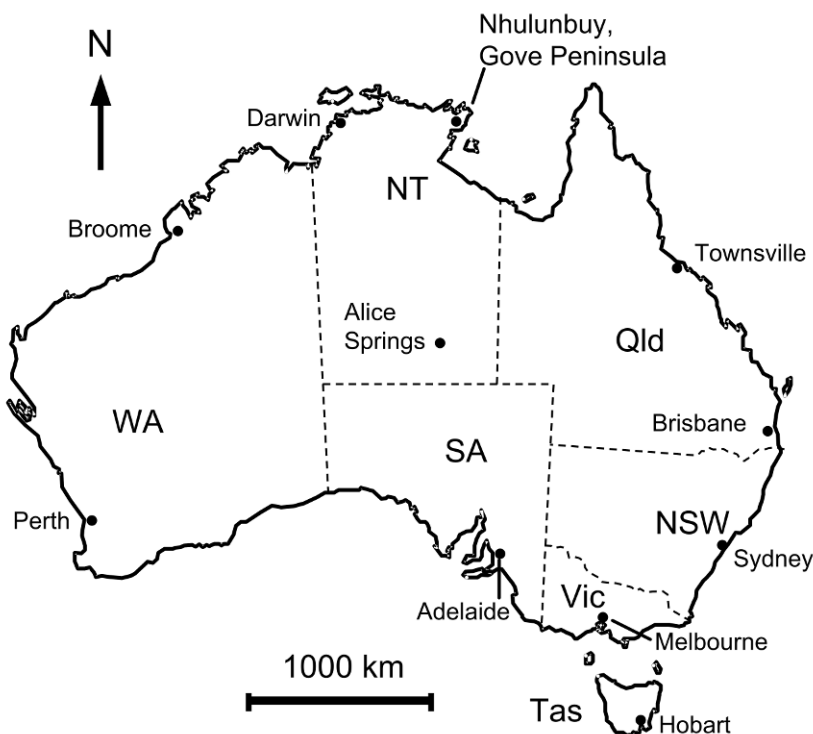 Nhulunbuy,
Gove Peninsula
N
Darwin
NT
Broome
Townsville
Alice
Springs
Qld
WA
Brisbane
SA
Perth
NSW
Sydney
Adelaide
Vic
Melbourne
1000 km
Tas
Hobart